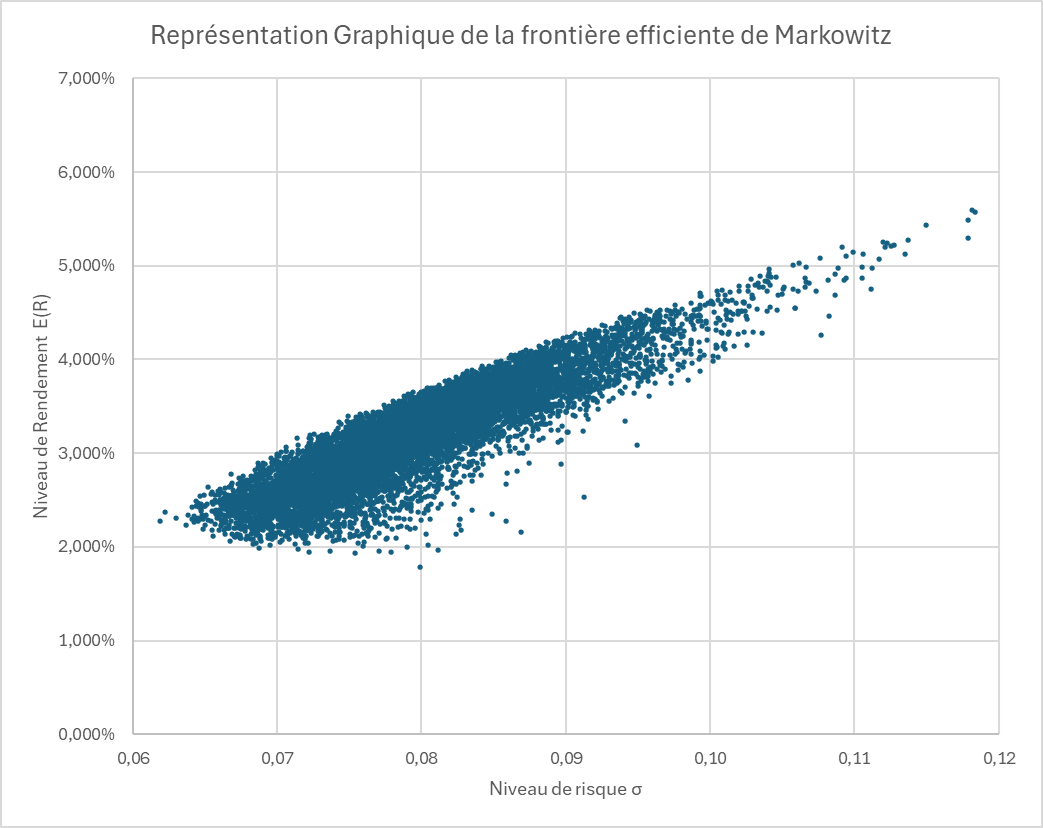 Représentation Graphique de la frontière efficiente de Markowitz
7,000%
6,000%
5,000%
4,000%
3,000%
2,000%
1,000%
0,000%
Niveau de Rendement E(R)
0,06 0,07 0,08 0,09 0,10 0,11 0,12
Niveau de risque σ